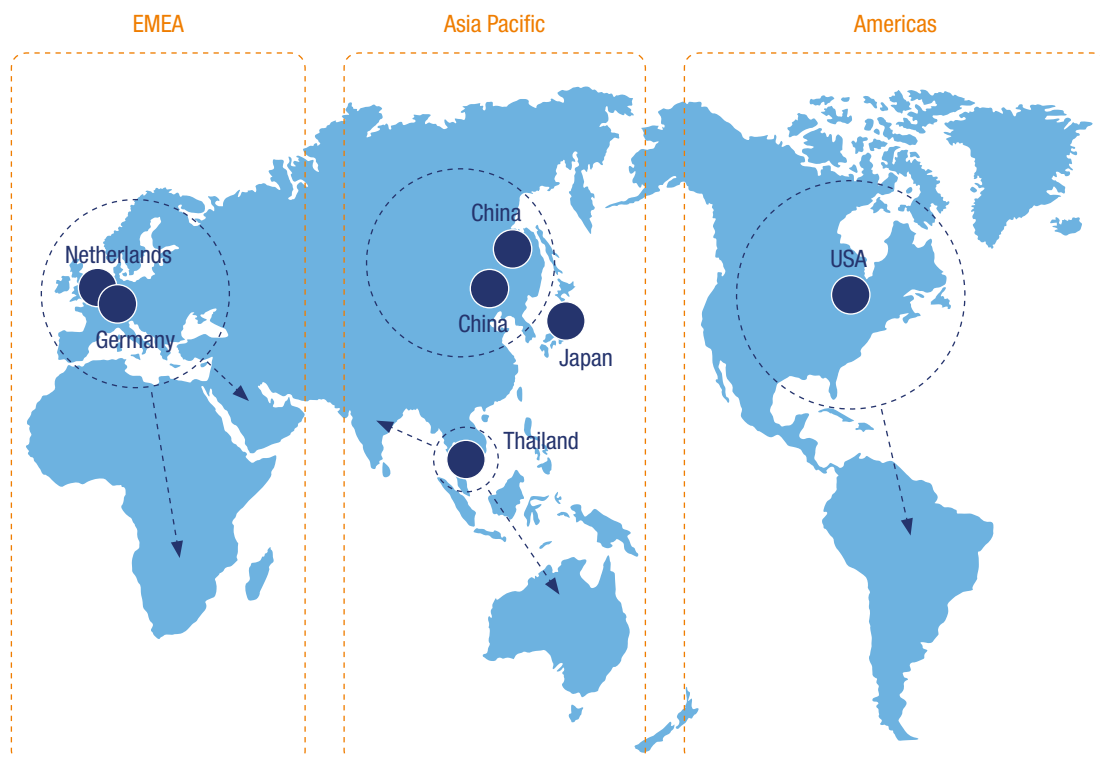 EMEA
Asia Pacific
Americas
China
Netherlands
USA
China
Germany
Japan
Thailand